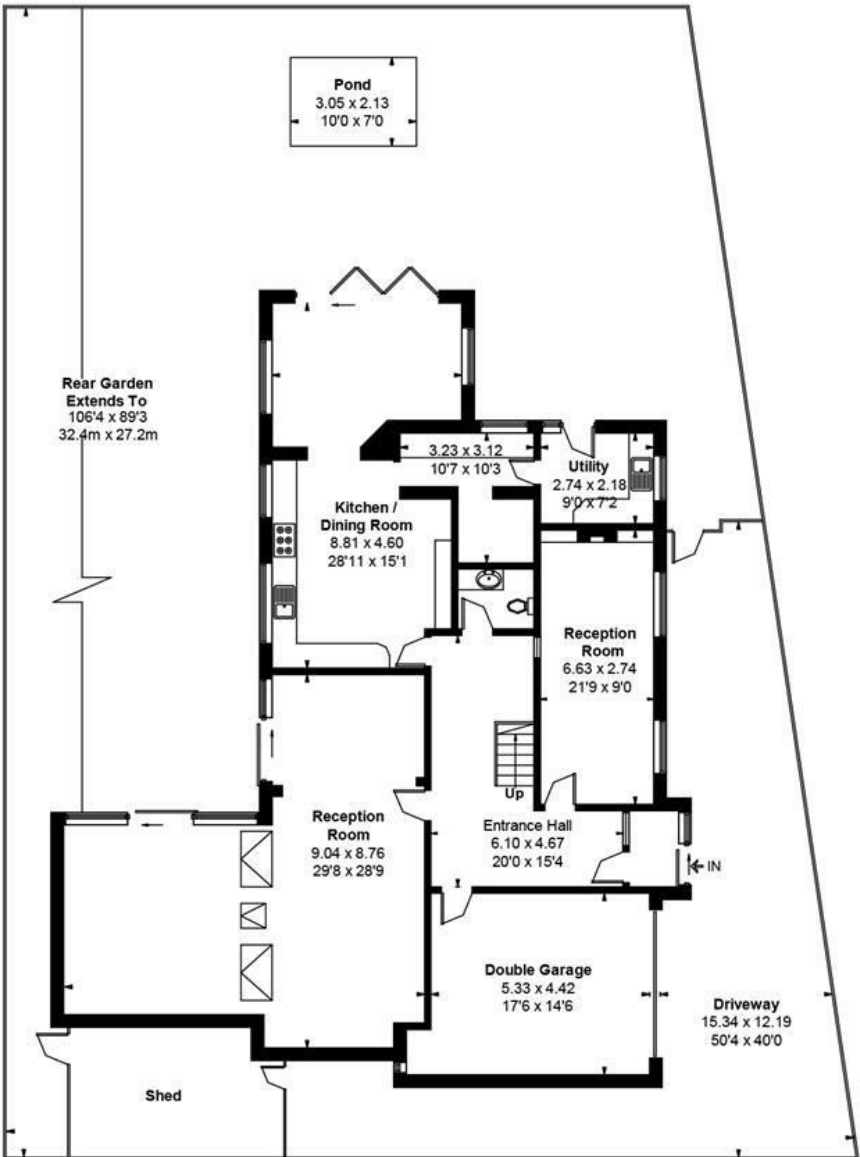 Pond
3.05 x 2.13
10'0 x 7'0
Rear Garden
Extends To
106'4 x 89'3
32.4m x 27.2m
3.23 x 3.12
10'7 x 10'3
Utility
2.74 x 2.18
9'0 x 7'2
Kitchen /
Dining Room
8.81 x 4.60
28'11 x 15'1
Reception
Room
6.63 x 2.74
21'9 x 9'0
Up
Reception
Room
9.04 x 8.76
29'8 x 28'9
Entrance Hall
6.10 x 4.67
20'0 x 15'4
IN
Double Garage
5.33 x 4.42
17'6 x 14'6
Driveway
15.34 x 12.19
50'4 x 40'0
Shed